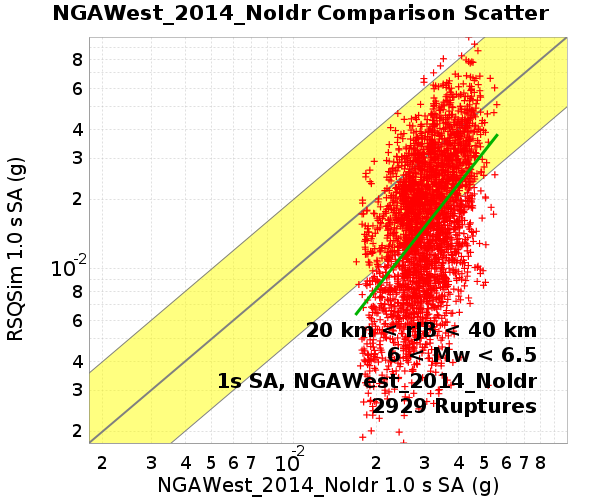 NGAWest_2014_NoIdr Comparison Scatter
8
6
4
3
2
10-2
8
6
4
3
2
RSQSim 1.0 s SA (g)
20 km < rJB < 40 km
6 < Mw < 6.5
1s SA, NGAWest_2014_NoIdr
2929 Ruptures
2 3 4 5 6 7 10-2 2 3 4 5 6 7 8
NGAWest_2014_NoIdr 1.0 s SA (g)